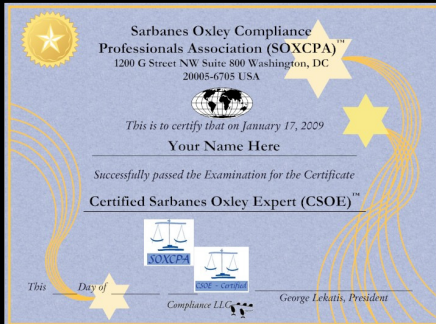 Sarbanes Oxley Compliance
Professionals Association (SOXCPA)™
1200 G Street NW Suite 800 Washington, DC
20005-6705 USA
This is to certify that on January 17, 2009
Your Name Here
Successfully passed the Examination for the Certificate
Certified Sarbanes Oxley Expert (CSOE)™
SOXCPA
CSOE - Certified
This Day of
Compliance LLC
George Lekatis, President